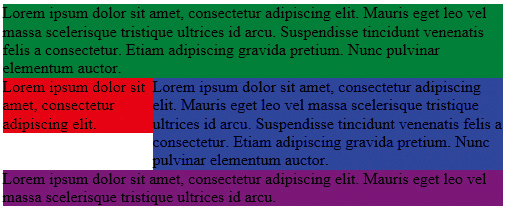 Lorem ipsum dolor sit amet, consectetur adipiscing elit. Mauris eget leo vel
massa scelerisque tristique ultrices id arcu. Suspendisse tincidunt venenatis
felis a consectetur. Etiam adipiscing gravida pretium. Nunc pulvinar
elementum auctor.
Lorem ipsum dolor sit
amet, consectetur
adipiscing elit.
Lorem ipsum dolor sit amet, consectetur adipiscing
elit. Mauris eget leo vel massa scelerisque tristique
ultrices id arcu. Suspendisse tincidunt venenatis felis a
consectetur. Etiam adipiscing gravida pretium. Nunc
pulvinar elementum auctor.
Lorem ipsum dolor sit amet, consectetur adipiscing elit. Mauris eget leo vel
massa scelerisque tristique ultrices id arcu.